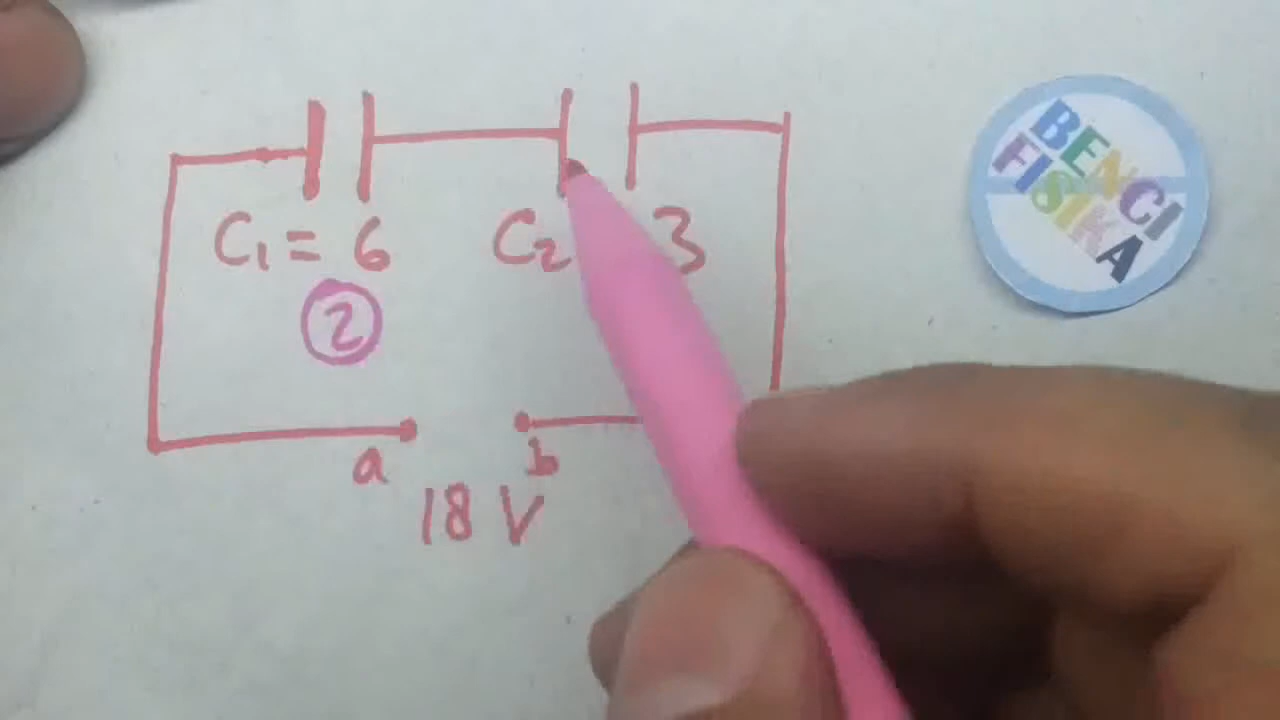 C₁ = 6
C₂ 3
2
a
b
18 V
BENCI
FISIKA